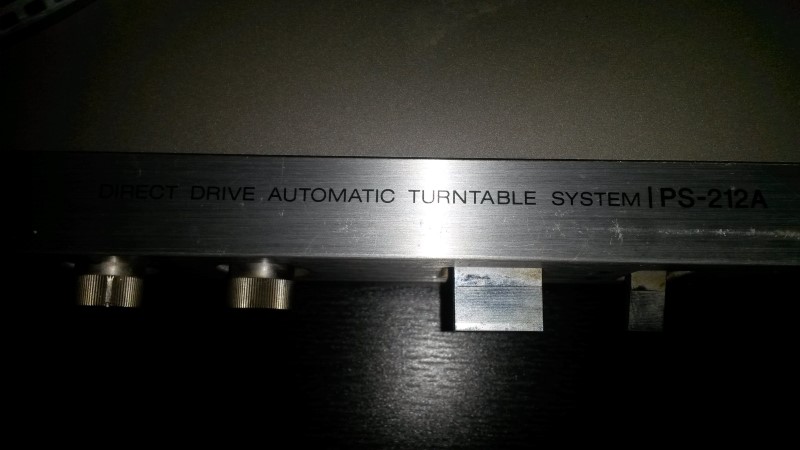 DIRECT DRIVE AUTOMATIC TURNTABLE SYSTEM | PS-212A